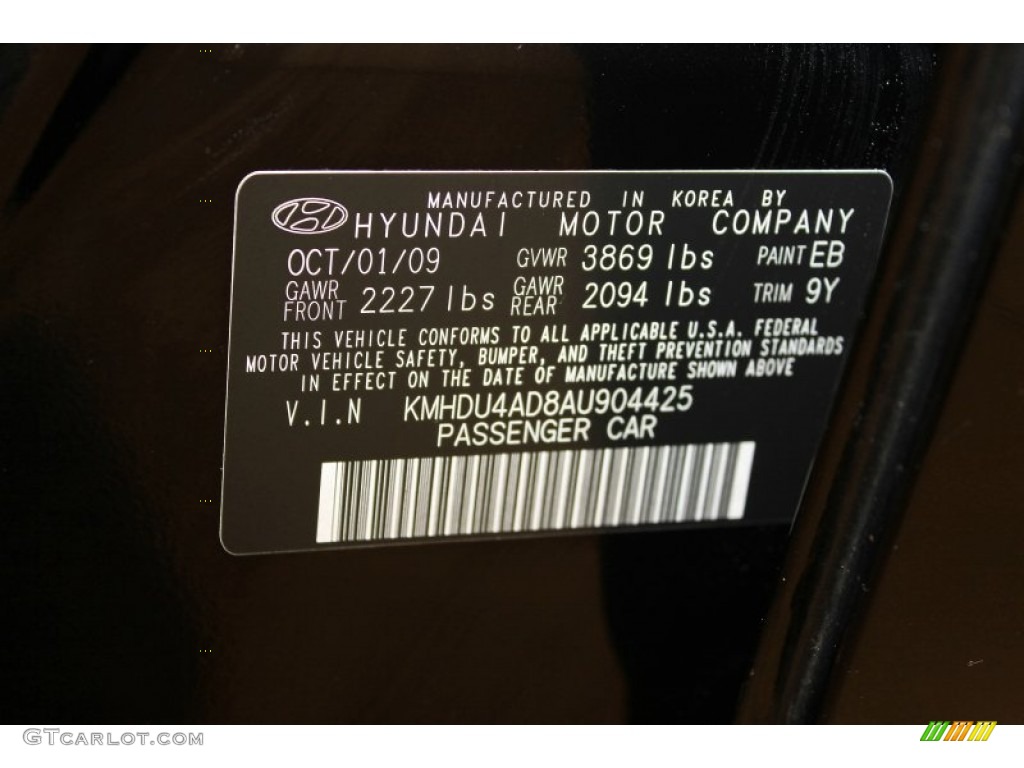 MANUFACTURED IN KOREA BY
HYUNDAI MOTOR COMPANY
OCT/01/09 GVWR 3869 lbs PAINT EB
GAWR FRONT 2227 lbs GAWR REAR 2094 lbs TRIM 9Y
THIS VEHICLE CONFORMS TO ALL APPLICABLE U.S.A. FEDERAL
MOTOR VEHICLE SAFETY, BUMPER, AND THEFT PREVENTION STANDARDS
IN EFFECT ON THE DATE OF MANUFACTURE SHOWN ABOVE
V.I.N KMHDU4AD8AU904425
PASSENGER CAR
GTCARLOT.COM